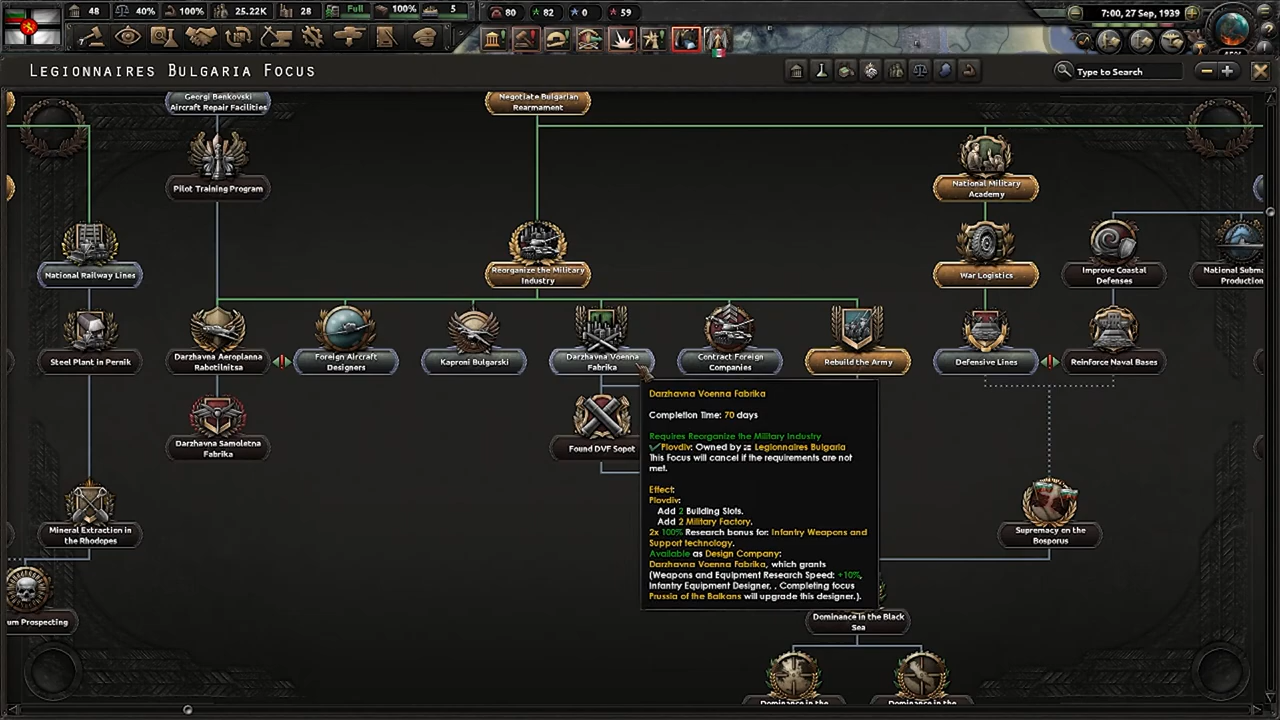 48 40% 100% 25.22K 28 Full 100% 5 80 82 0 59 7:00, 27 Sep, 1939
LEGIONNAIRES BULGARIA FOCUS
Type to Search
Georgi Benkovski
Aircraft Repair Facilities
Negotiate Bulgarian
Rearmament
Pilot Training Program
National Military
Academy
National Railway Lines
Reorganize the Military
Industry
War Logistics
Improve Coastal
Defenses
National Subma
Production
Steel Plant in Pernik
Darzhavna Aeroplanna
Rabotilnitsa
Foreign Aircraft
Designers
Kaproni Bulgarski
Darzhavna Voenna
Fabrika
Contract Foreign
Companies
Rebuild the Army
Defensive Lines
Reinforce Naval Bases
Darzhavna Samoletna
Fabrika
Found DVF Sopot
Darzhavna Voenna Fabrika
Completion Time: 70 days
Requires Reorganize the Military Industry
Plovdiv: Owned by Legionnaires Bulgaria
This Focus will cancel if the requirements are not
met.
Effect:
Plovdiv:
Add 2 Building Slots.
Add 2 Military Factory.
2x 100% Research bonus for: Infantry Weapons and
Support technology.
Available as Design Company:
Darzhavna Voenna Fabrika, which grants
(Weapons and Equipment Research Speed: +10%,
Infantry Equipment Designer, , Completing focus
Prussia of the Balkans will upgrade this designer.).
Mineral Extraction in
the Rhodopes
Supremacy on the
Bosporus
um Prospecting
Dominance in the Black
Sea
Dominance in the
Dominance in the